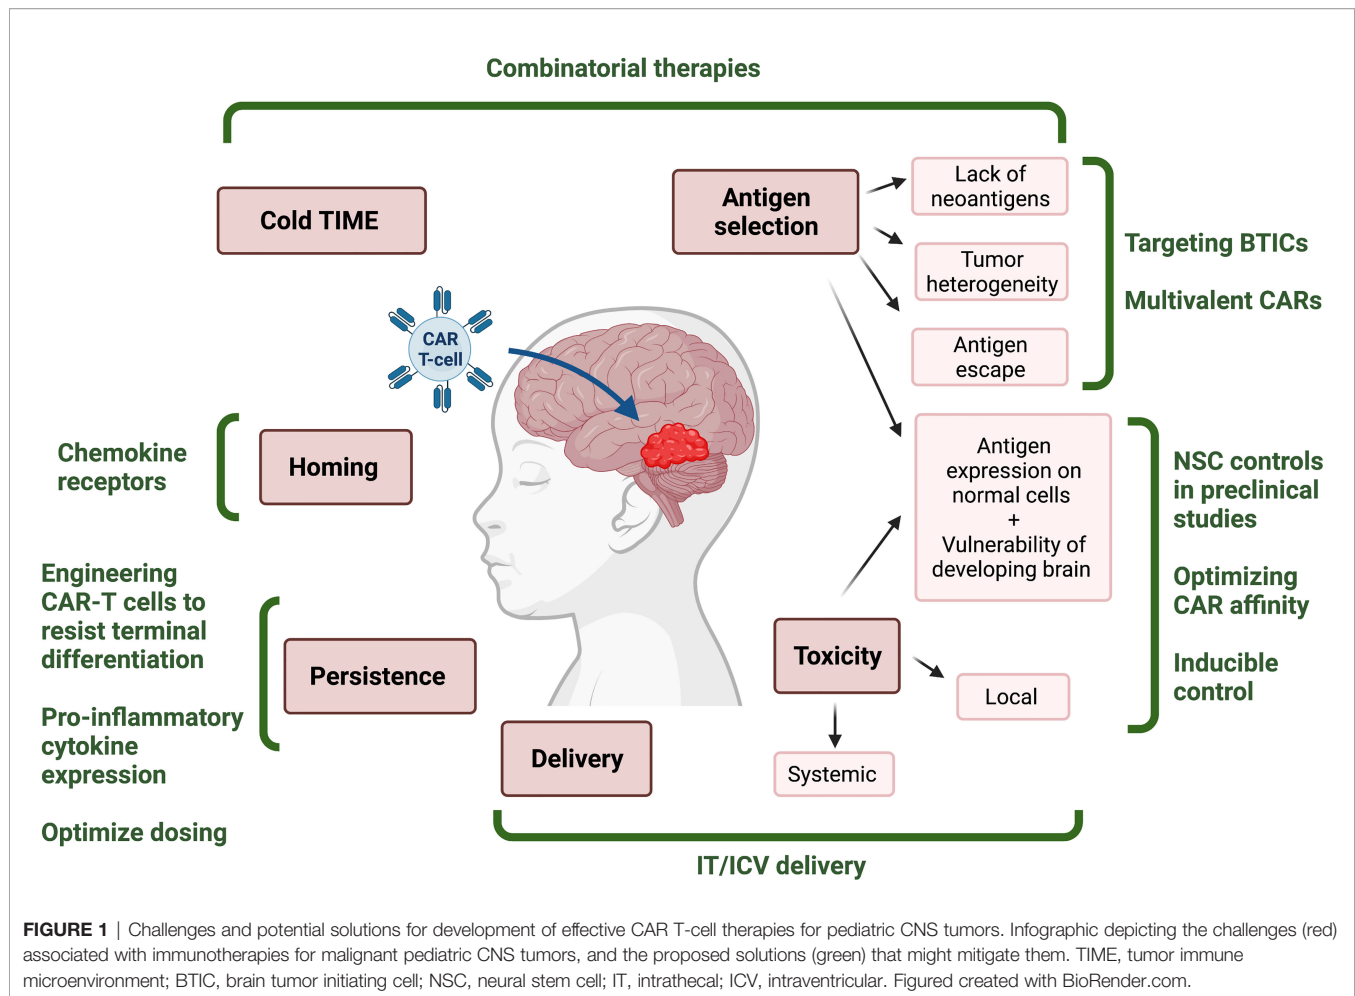 Combinatorial therapies
Cold TIME
Antigen
selection
Lack of
neoantigens
Tumor
heterogeneity
Antigen
escape
Targeting BTICs
Multivalent CARs
CAR
T-cell
Chemokine
receptors
Homing
Antigen
expression on
normal cells
+
Vulnerability of
developing brain
NSC controls
in preclinical
studies
Optimizing
CAR affinity
Inducible
control
Engineering
CAR-T cells to
resist terminal
differentiation
Pro-inflammatory
cytokine
expression
Optimize dosing
Persistence
Toxicity
Local
Systemic
Delivery
IT/ICV delivery
FIGURE 1 | Challenges and potential solutions for development of effective CAR T-cell therapies for pediatric CNS tumors. Infographic depicting the challenges (red)
associated with immunotherapies for malignant pediatric CNS tumors, and the proposed solutions (green) that might mitigate them. TIME, tumor immune
microenvironment; BTIC, brain tumor initiating cell; NSC, neural stem cell; IT, intrathecal; ICV, intraventricular. Figured created with BioRender.com.